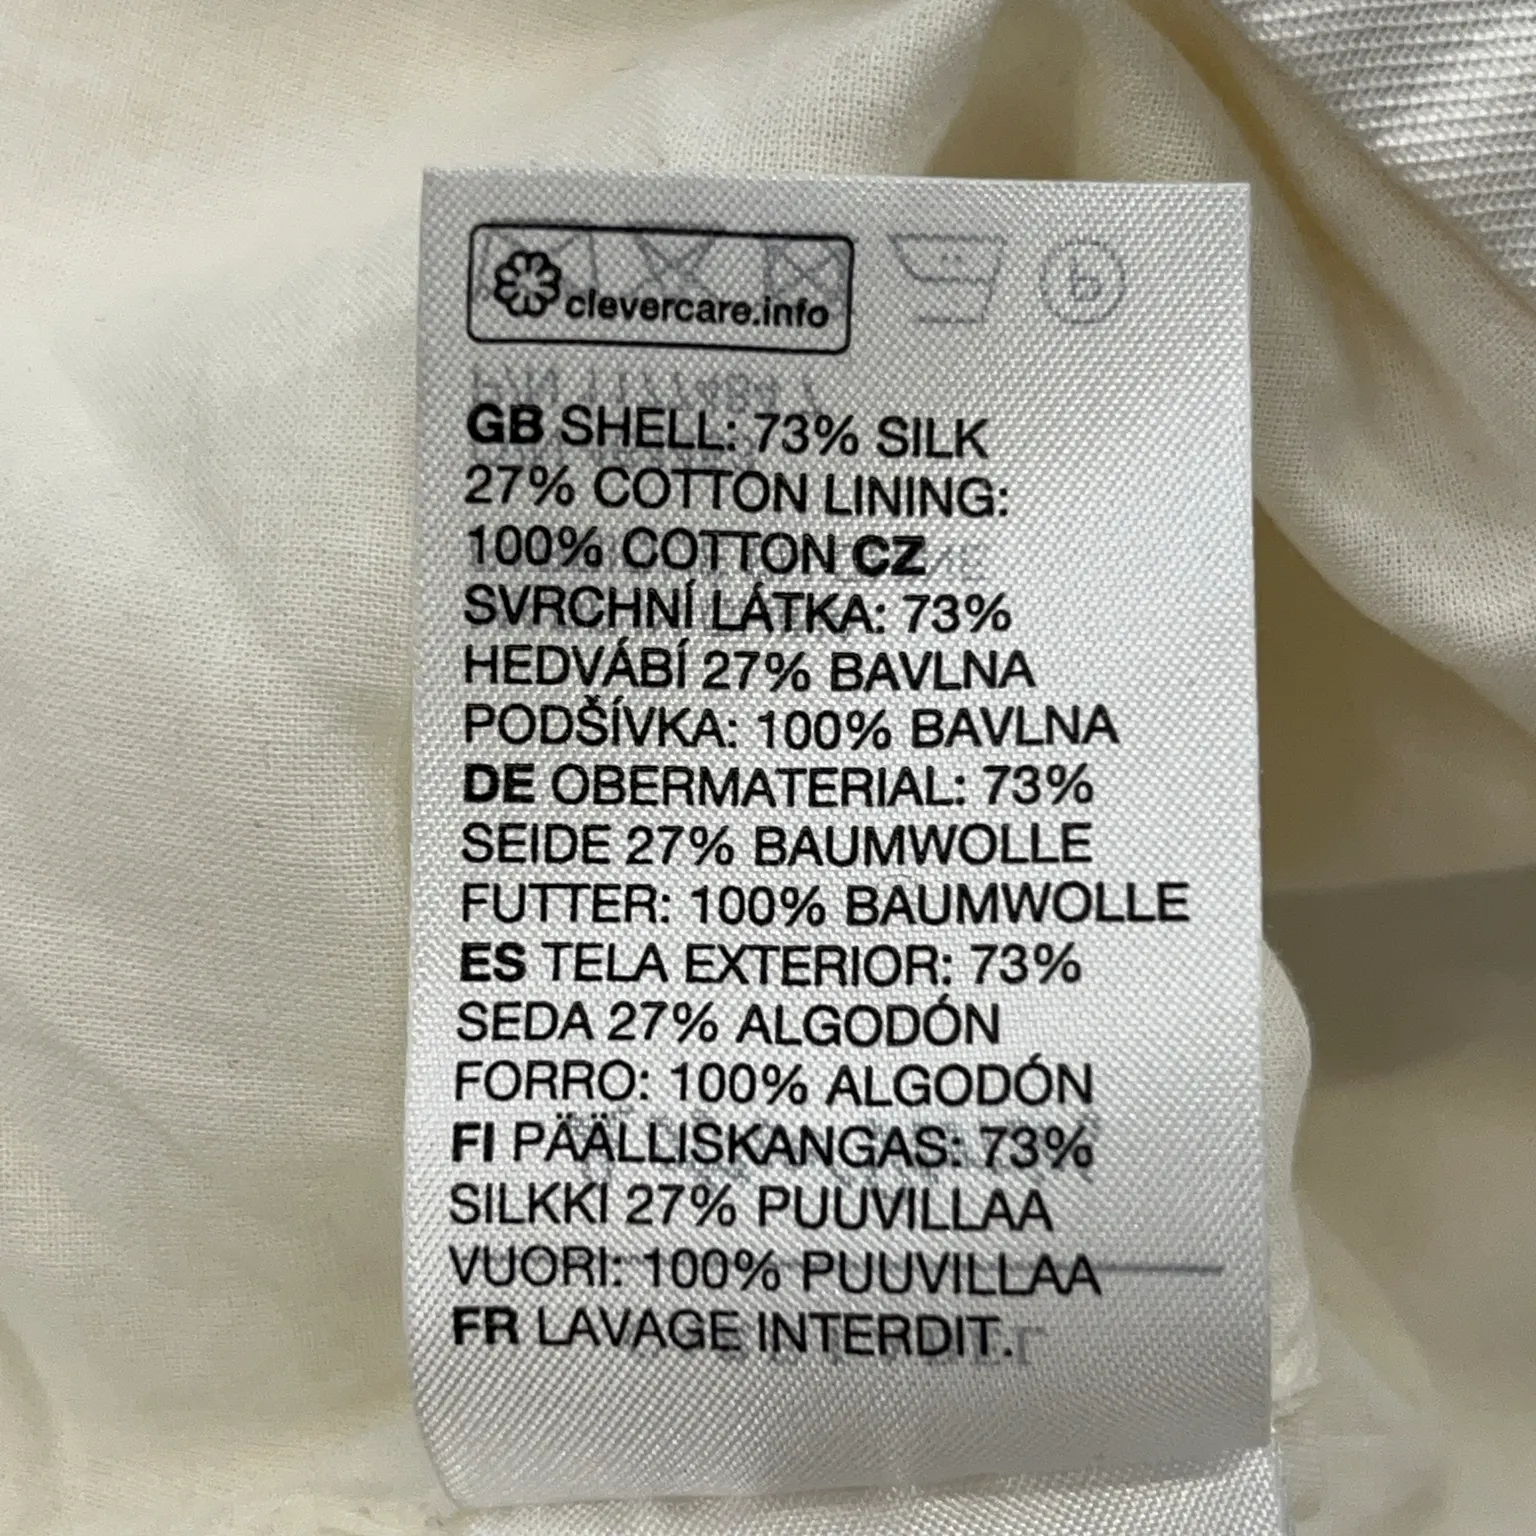 clevercare.info
GB SHELL: 73% SILK
27% COTTON LINING:
100% COTTON CZ
SVRCHNÍ LÁTKA: 73%
HEDVÁBÍ 27% BAVLNA
PODŠÍVKA: 100% BAVLNA
DE OBERMATERIAL: 73%
SEIDE 27% BAUMWOLLE
FUTTER: 100% BAUMWOLLE
ES TELA EXTERIOR: 73%
SEDA 27% ALGODÓN
FORRO: 100% ALGODÓN
FI PÄÄLLISKANGAS: 73%
SILKKI 27% PUUVILLAA
VUORI: 100% PUUVILLAA
FR LAVAGE INTERDIT.